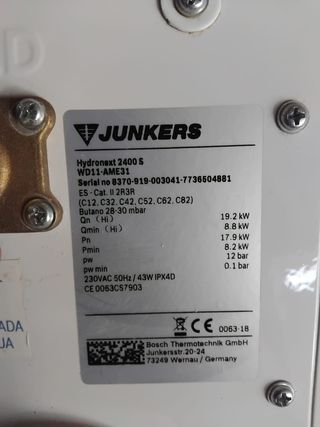 D
JUNKERS
Hydronext 2400 S
WD11-AME31
Serial no 8370-919-003041-7736504881
ES - Cat. II 2R3R
(C12, C32, C42, C52, C62, C82)
Butano 28-30 mbar
Qn (Hi) 19.2 kW
Qmin (Hi) 8.8 kW
Pn 17.9 kW
Pmin 8.2 kW
pw 12 bar
pw min 0.1 bar
230VAC 50Hz / 43W IPX4D
CE 0063CS7903
CE 0063-18
Bosch Thermotechnik GmbH
Junkersstr.20-24
73249 Wernau / Germany
ADA
JA